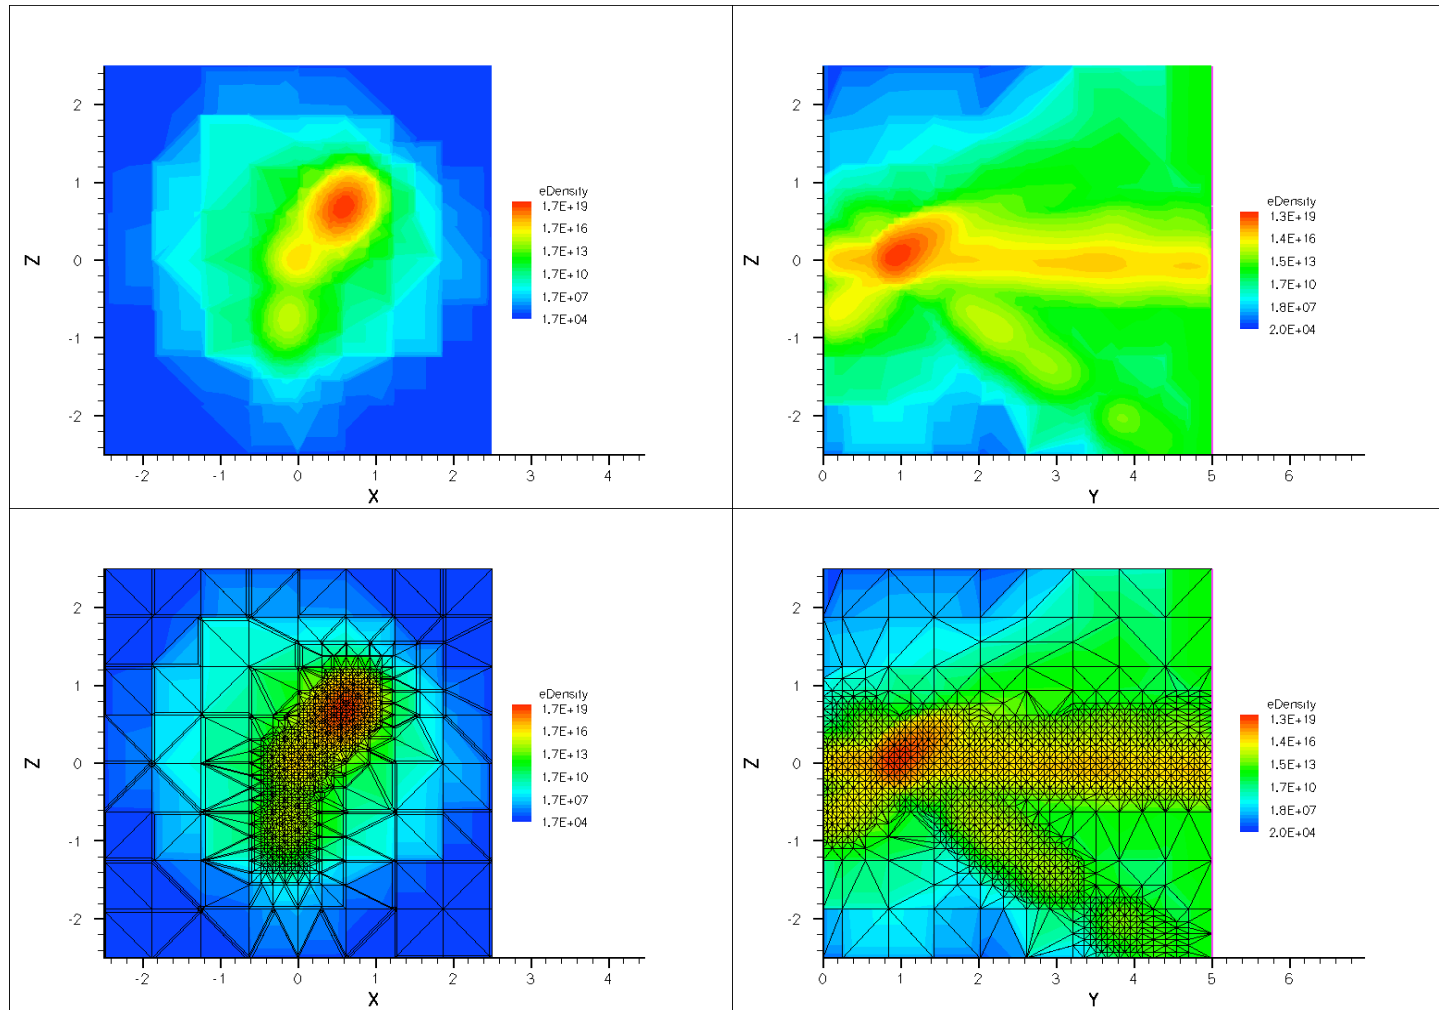 2
1
0
-1
-2
Z
-2
-1
0
1
2
3
4
X
eDensity
1.7E+19
1.7E+16
1.7E+13
1.7E+10
1.7E+07
1.7E+04
2
1
0
-1
-2
Z
0
1
2
3
4
5
6
Y
eDensity
1.3E+19
1.4E+16
1.5E+13
1.7E+10
1.8E+07
2.0E+04
2
1
0
-1
-2
Z
-2
-1
0
1
2
3
4
X
eDensity
1.7E+19
1.7E+16
1.7E+13
1.7E+10
1.7E+07
1.7E+04
2
1
0
-1
-2
Z
0
1
2
3
4
5
6
Y
eDensity
1.3E+19
1.4E+16
1.5E+13
1.7E+10
1.8E+07
2.0E+04